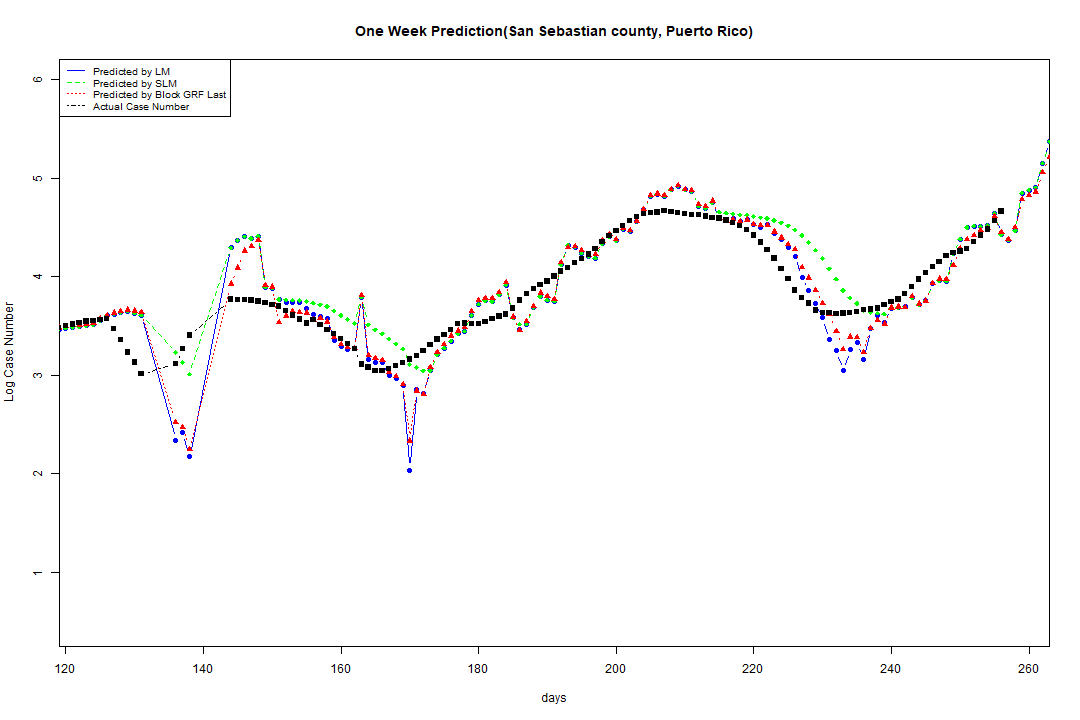 One Week Prediction(San Sebastian county, Puerto Rico)
Predicted by LM
Predicted by SLM
Predicted by Block GRF Last
Actual Case Number
6
5
4
3
2
1
Log Case Number
120 140 160 180 200 220 240 260
days